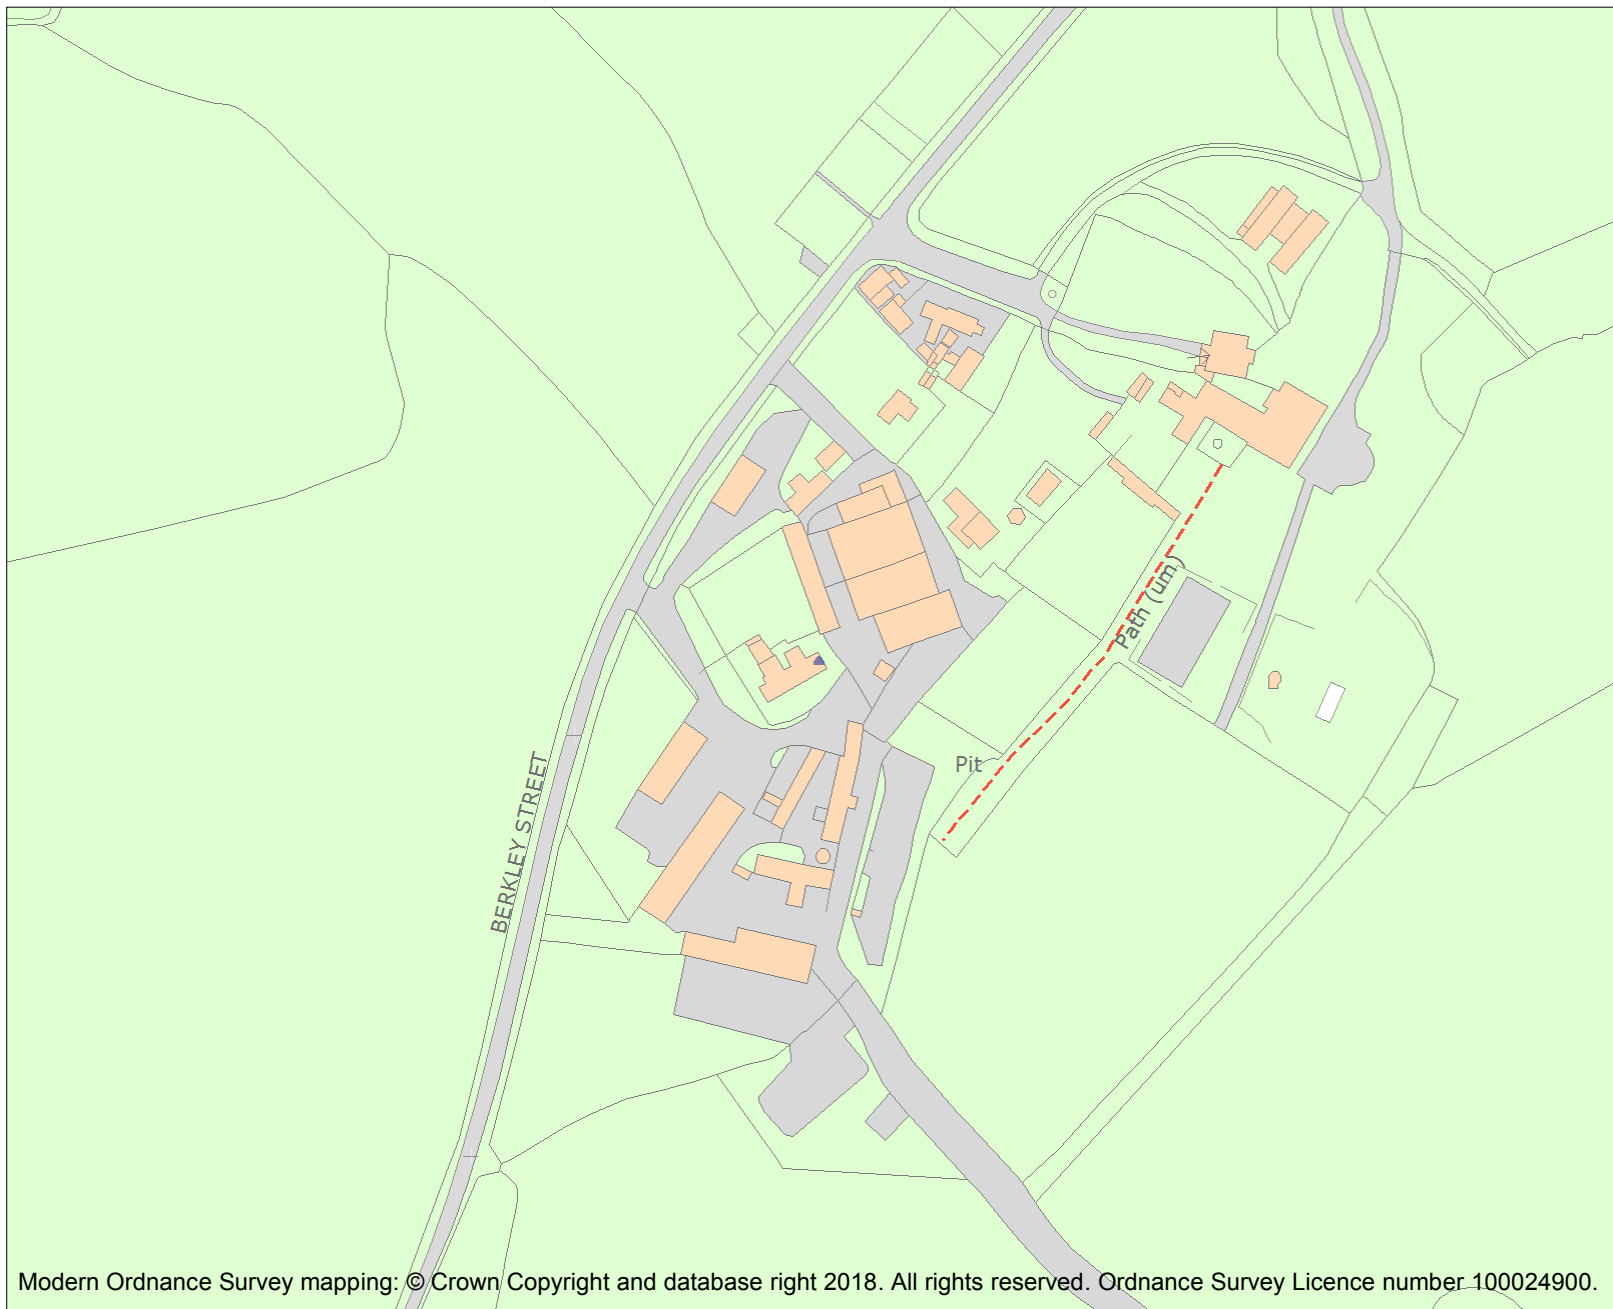 Path (um)
Pit
BERKLEY STREET
Modern Ordnance Survey mapping: © Crown Copyright and database right 2018. All rights reserved. Ordnance Survey Licence number 100024900.